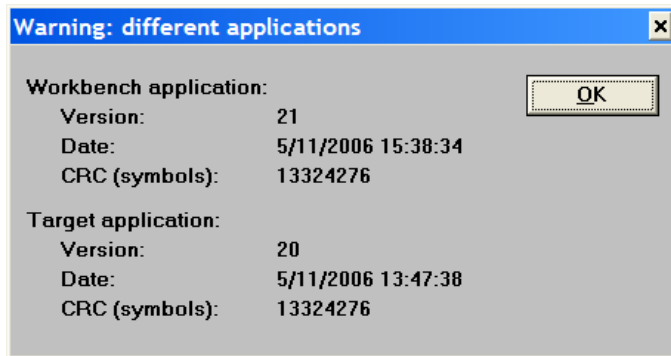 Warning: different applications
Workbench application:
OK
Version: 21
Date: 5/11/2006 15:38:34
CRC (symbols): 13324276
Target application:
Version: 20
Date: 5/11/2006 13:47:38
CRC (symbols): 13324276